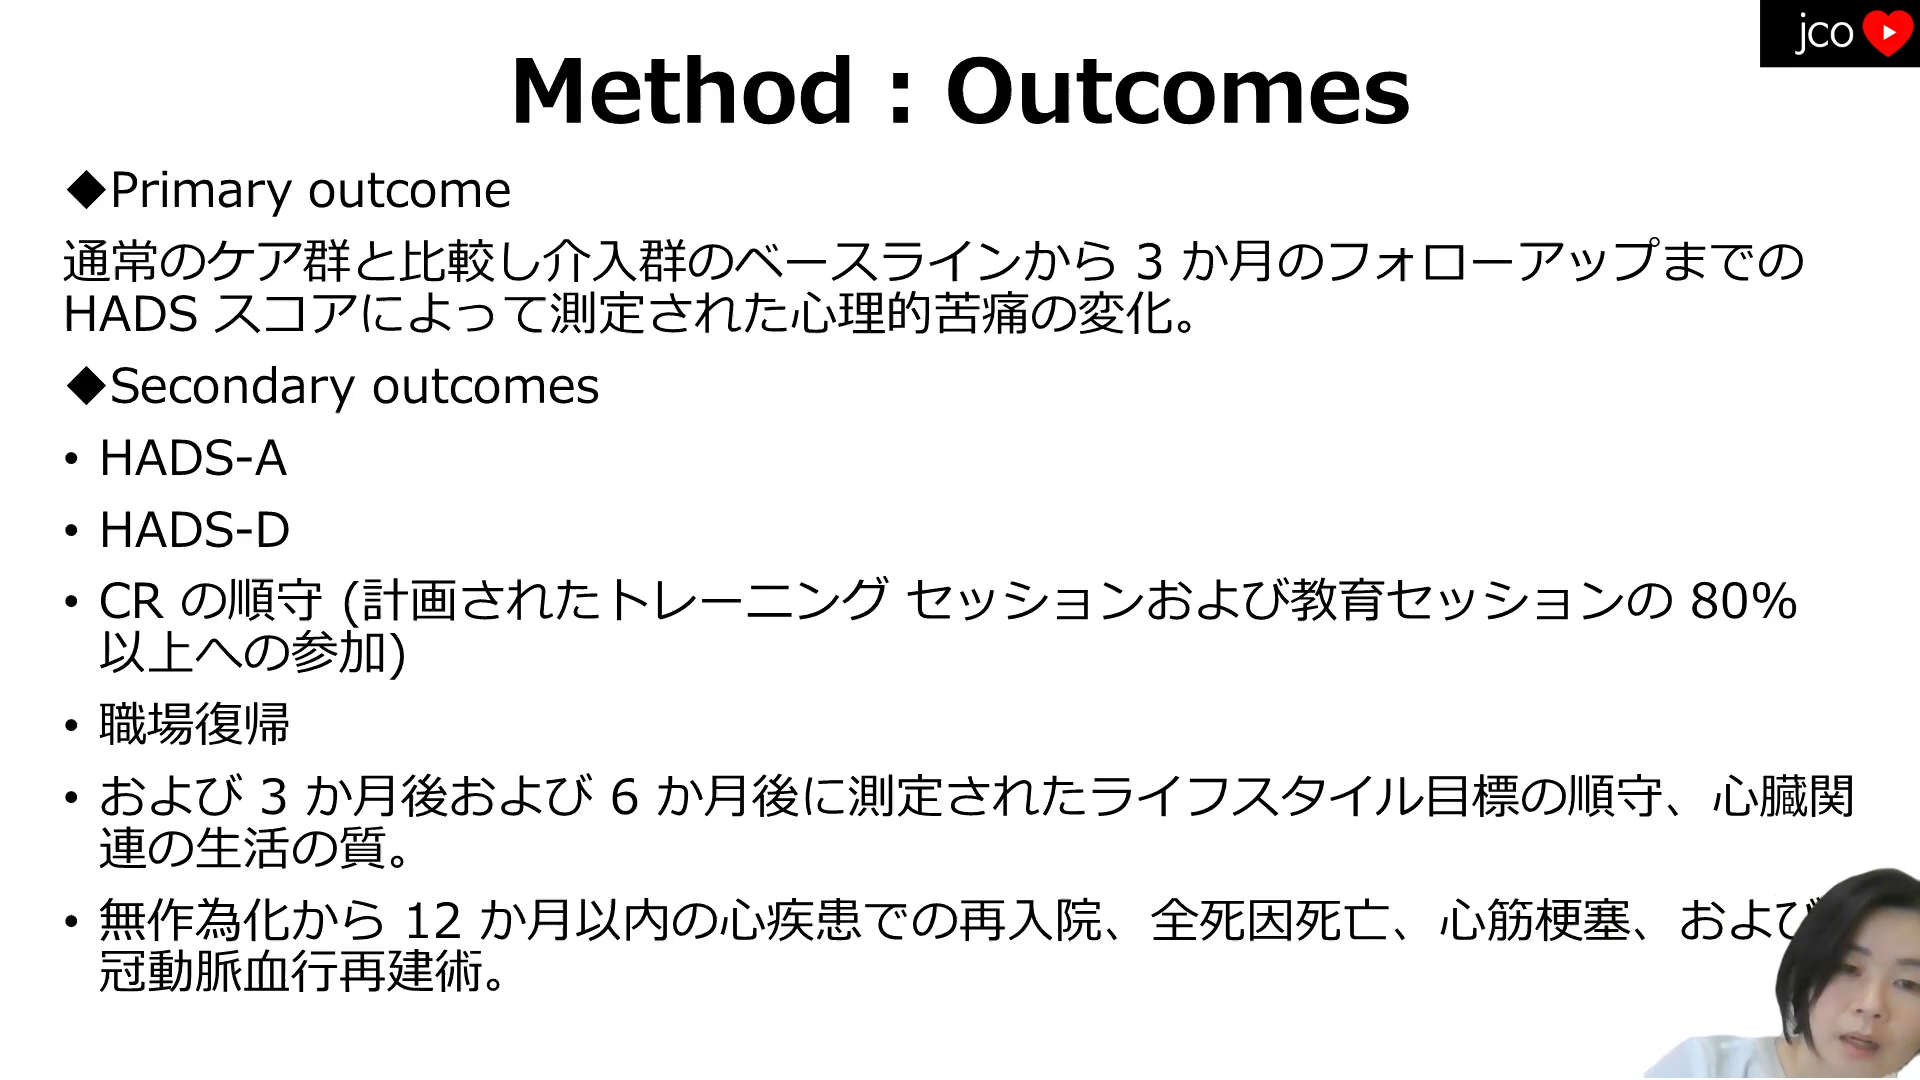 jco
Method：Outcomes
◆Primary outcome
通常のケア群と比較し介入群のベースラインから 3 か月のフォローアップまでの
HADS スコアによって測定された心理的苦痛の変化。
◆Secondary outcomes
• HADS-A
• HADS-D
• CR の順守 (計画されたトレーニング セッションおよび教育セッションの 80%
以上への参加)
• 職場復帰
• および 3 か月後および 6 か月後に測定されたライフスタイル目標の順守、心臓関
連の生活の質。
• 無作為化から 12 か月以内の心疾患での再入院、全死因死亡、心筋梗塞、および
冠動脈血行再建術。